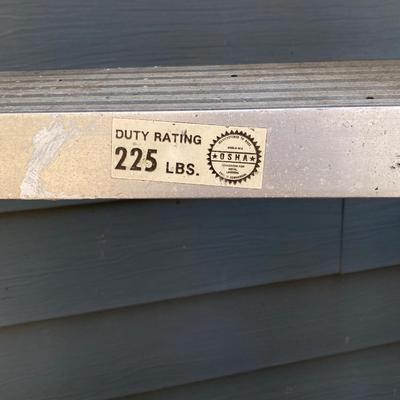 DUTY RATING
225 LBS.
OSHA